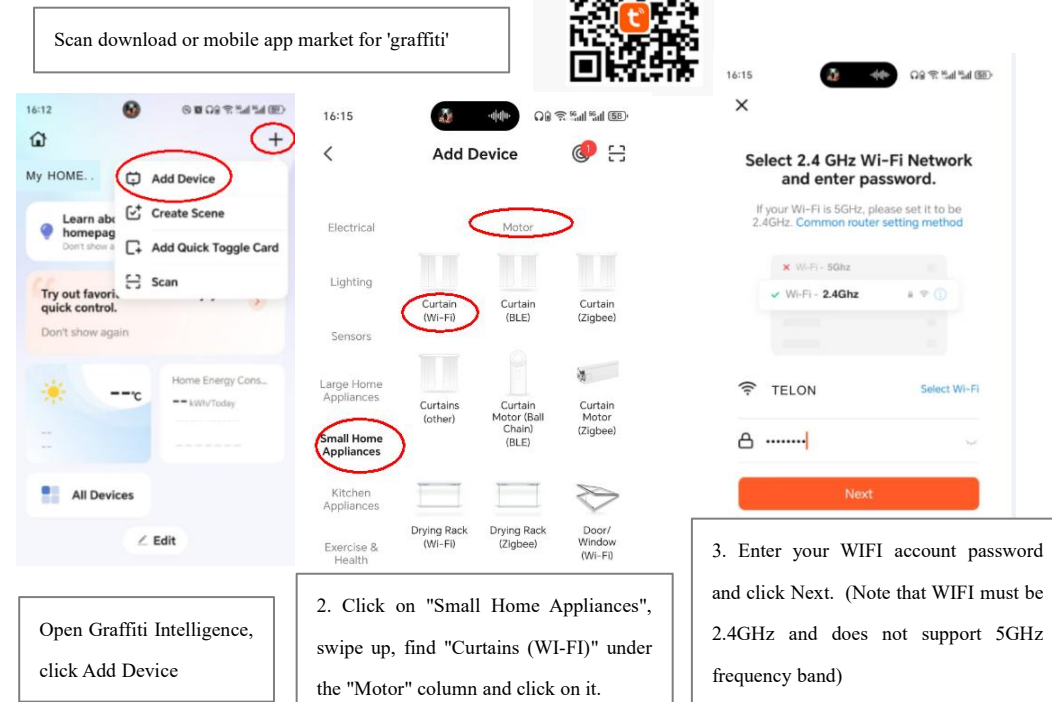 Scan download or mobile app market for 'graffiti'
16:12
My HOME. .
Add Device
Create Scene
Add Quick Toggle Card
Scan
Learn abo
homepag
Don't show a
Try out favori
quick control.
Don't show again
--°c
Home Energy Cons...
-- kWh/Today
All Devices
Edit
Open Graffiti Intelligence,
click Add Device
16:15
Add Device
1
Electrical
Lighting
Sensors
Large Home
Appliances
Small Home
Appliances
Kitchen
Appliances
Exercise &
Health
Motor
Curtain
(Wi-Fi)
Curtain
(BLE)
Curtain
(Zigbee)
Curtains
(other)
Curtain
Motor (Ball
Chain)
(BLE)
Curtain
Motor
(Zigbee)
Drying Rack
(Wi-Fi)
Drying Rack
(Zigbee)
Door/
Window
(Wi-Fi)
2. Click on "Small Home Appliances",
swipe up, find "Curtains (WI-FI)" under
the "Motor" column and click on it.
16:15
Select 2.4 GHz Wi-Fi Network
and enter password.
If your Wi-Fi is 5GHz, please set it to be
2.4GHz. Common router setting method
Wi-Fi - 5Ghz
Wi-Fi - 2.4Ghz
TELON
Select Wi-Fi
Next
3. Enter your WIFI account password
and click Next. (Note that WIFI must be
2.4GHz and does not support 5GHz
frequency band)